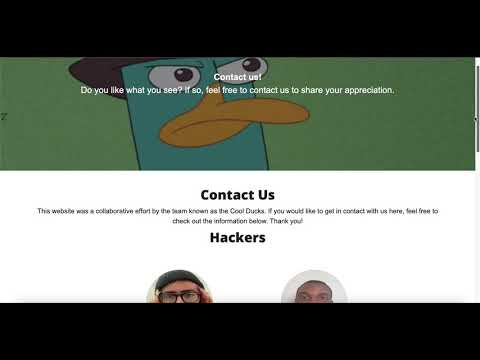 Contact us!
Do you like what you see? If so, feel free to contact us to share your appreciation.
Contact Us
This website was a collaborative effort by the team known as the Cool Ducks. If you would like to get in contact with us here, feel free to
check out the information below. Thank you!
Hackers